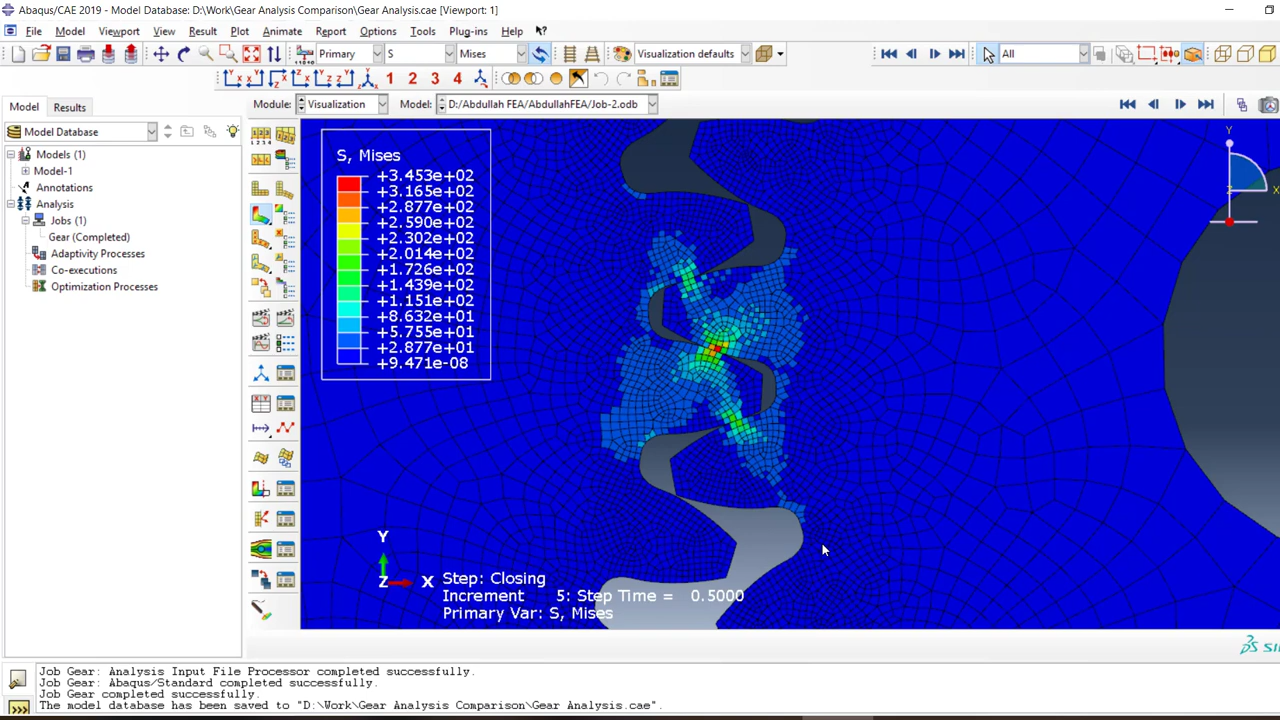 Abaqus/CAE 2019 - Model Database: D:\Work\Gear Analysis Comparison\Gear Analysis.cae [Viewport: 1]
File Model Viewport View Result Plot Animate Report Options Tools Plug-ins Help
Primary S Mises Visualization defaults All
1 2 3 4
Model Results Module: Visualization Model: D:/Abdullah FEA/AbdullahFEA/Job-2.odb
Model Database
Models (1)
Model-1
Annotations
Analysis
Jobs (1)
Gear (Completed)
Adaptivity Processes
Co-executions
Optimization Processes
S, Mises
+3.453e+02
+3.165e+02
+2.877e+02
+2.590e+02
+2.302e+02
+2.014e+02
+1.726e+02
+1.439e+02
+1.151e+02
+8.632e+01
+5.755e+01
+2.877e+01
+9.471e-08
Y
Z X
Y
Z X
Step: Closing
Increment 5: Step Time = 0.5000
Primary Var: S, Mises
Job Gear: Analysis Input File Processor completed successfully.
Job Gear: Abaqus/Standard completed successfully.
Job Gear completed successfully.
The model database has been saved to "D:\Work\Gear Analysis Comparison\Gear Analysis.cae".